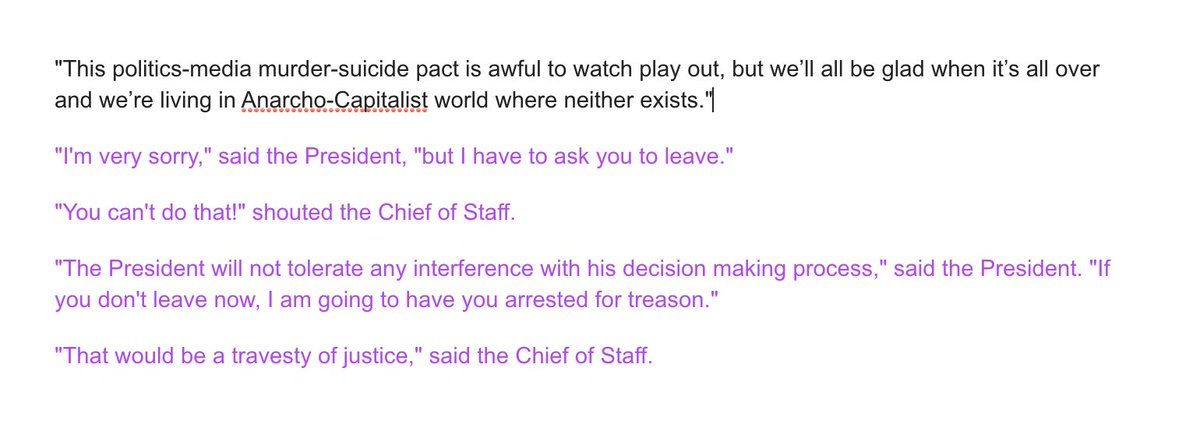 "This politics-media murder-suicide pact is awful to watch play out, but we’ll all be glad when it’s all over
and we’re living in Anarcho-Capitalist world where neither exists."
"I'm very sorry," said the President, "but I have to ask you to leave."
"You can't do that!" shouted the Chief of Staff.
"The President will not tolerate any interference with his decision making process," said the President. "If
you don't leave now, I am going to have you arrested for treason."
"That would be a travesty of justice," said the Chief of Staff.